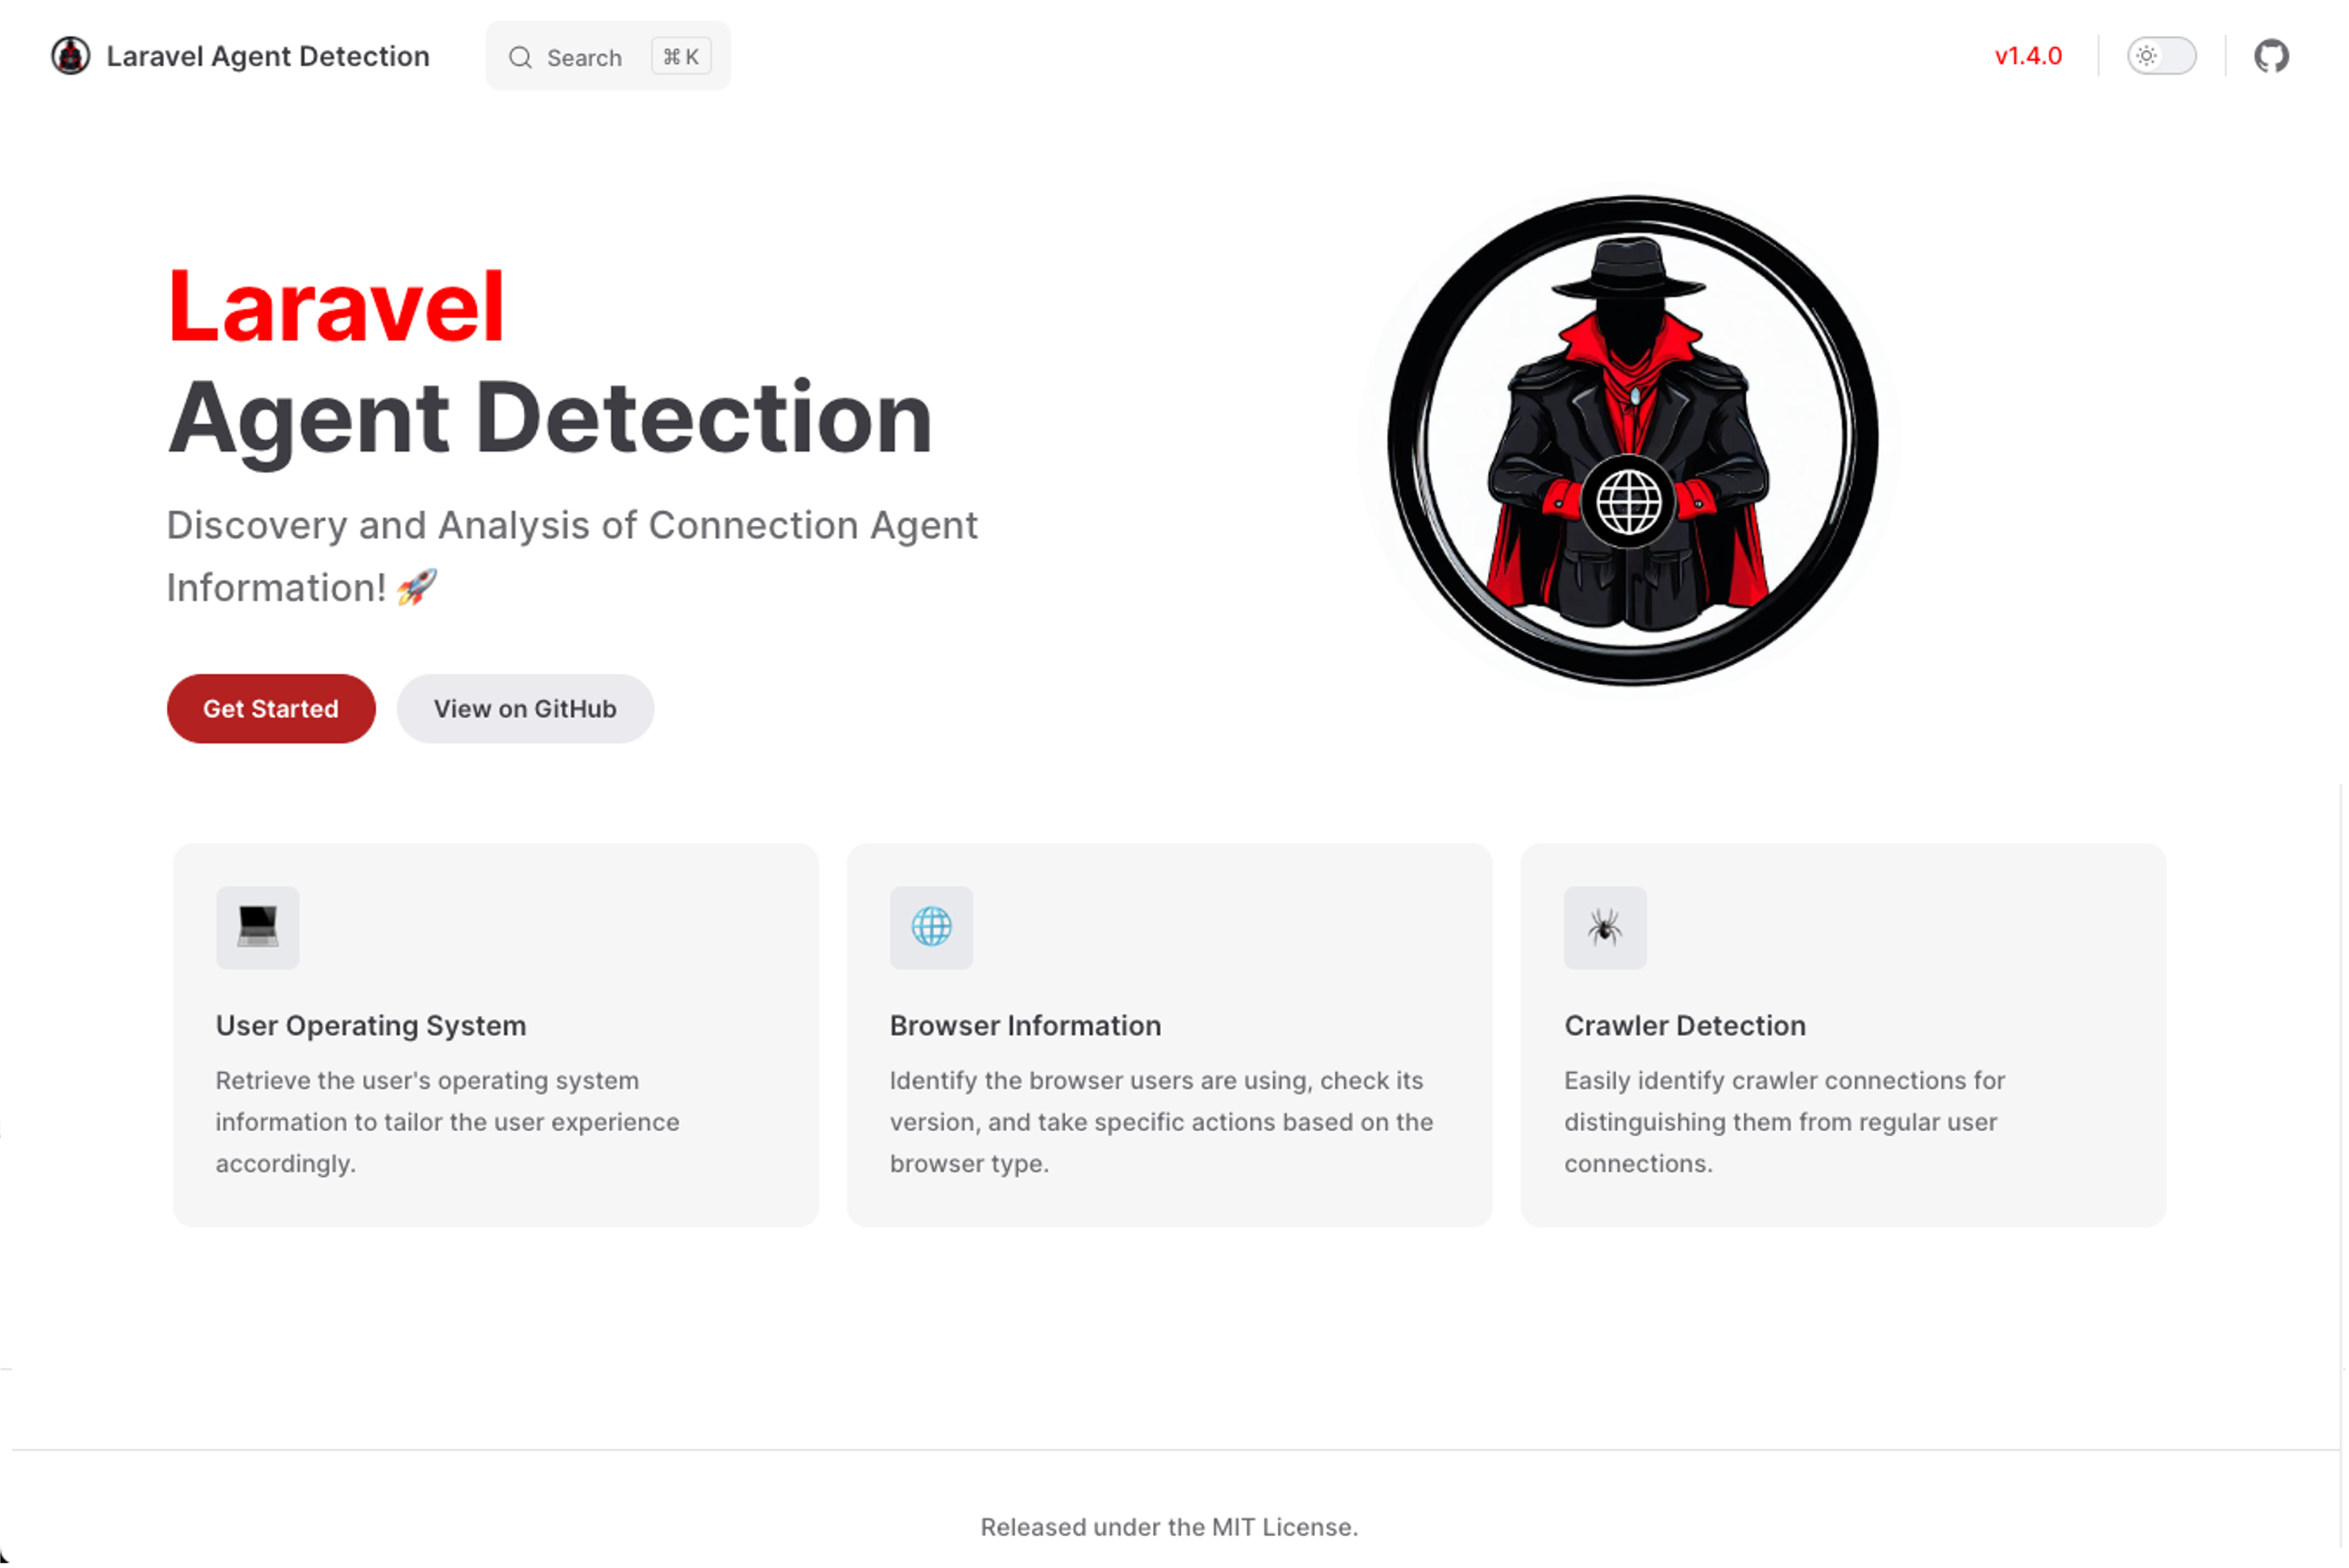 Laravel Agent Detection
Search
⌘ K
v1.4.0
Laravel
Agent Detection
Discovery and Analysis of Connection Agent
Information! 🚀
Get Started
View on GitHub
User Operating System
Retrieve the user's operating system
information to tailor the user experience
accordingly.
Browser Information
Identify the browser users are using, check its
version, and take specific actions based on the
browser type.
Crawler Detection
Easily identify crawler connections for
distinguishing them from regular user
connections.
Released under the MIT License.